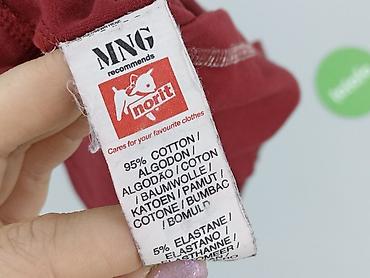 MNG
recommends
norit
Cares for your favourite clothes
95% COTTON /
ALGODON /
ALGODÃO / COTON
/ BAUMWOLLE /
KATOEN / PAMUT /
COTONE / BUMBAC
/ BOMULD
5% ELASTANE /
ELASTANO /